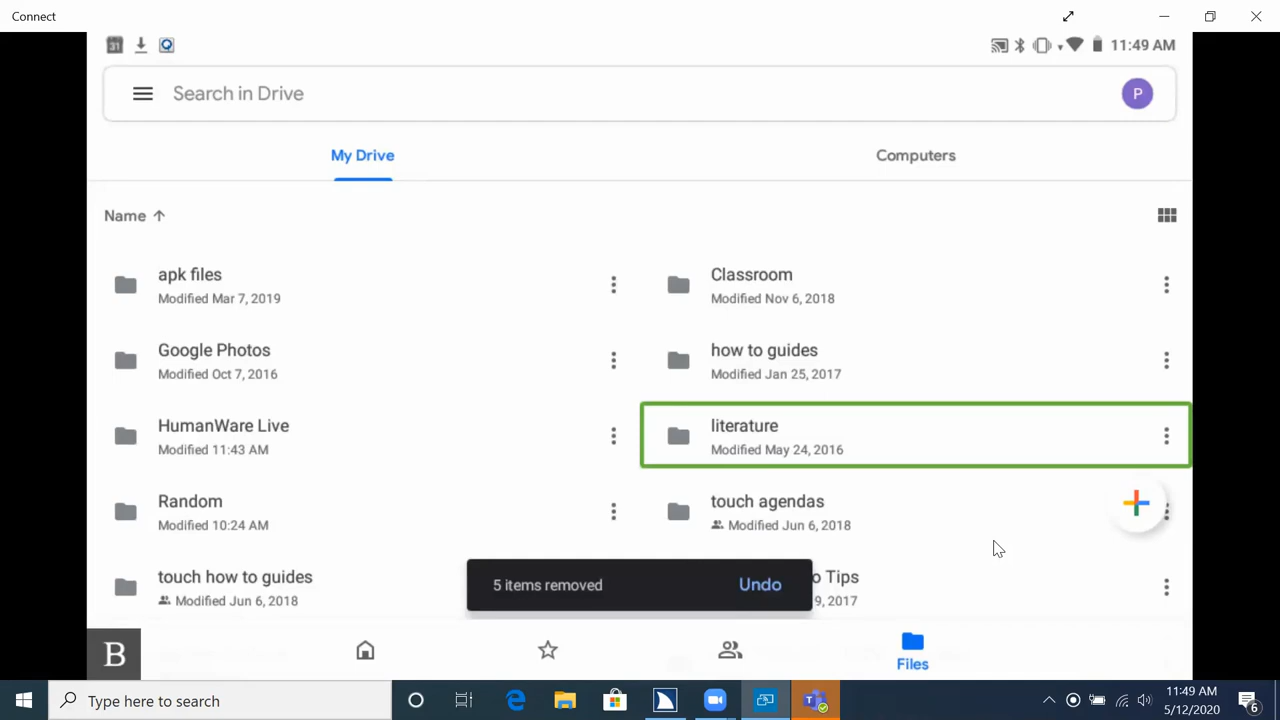 Connect
31
11:49 AM
Search in Drive
P
My Drive
Computers
Name
apk files
Modified Mar 7, 2019
Classroom
Modified Nov 6, 2018
Google Photos
Modified Oct 7, 2016
how to guides
Modified Jan 25, 2017
HumanWare Live
Modified 11:43 AM
literature
Modified May 24, 2016
Random
Modified 10:24 AM
touch agendas
Modified Jun 6, 2018
touch how to guides
Modified Jun 6, 2018
o Tips
9, 2017
5 items removed
Undo
B
Files
Type here to search
11:49 AM
5/12/2020
6